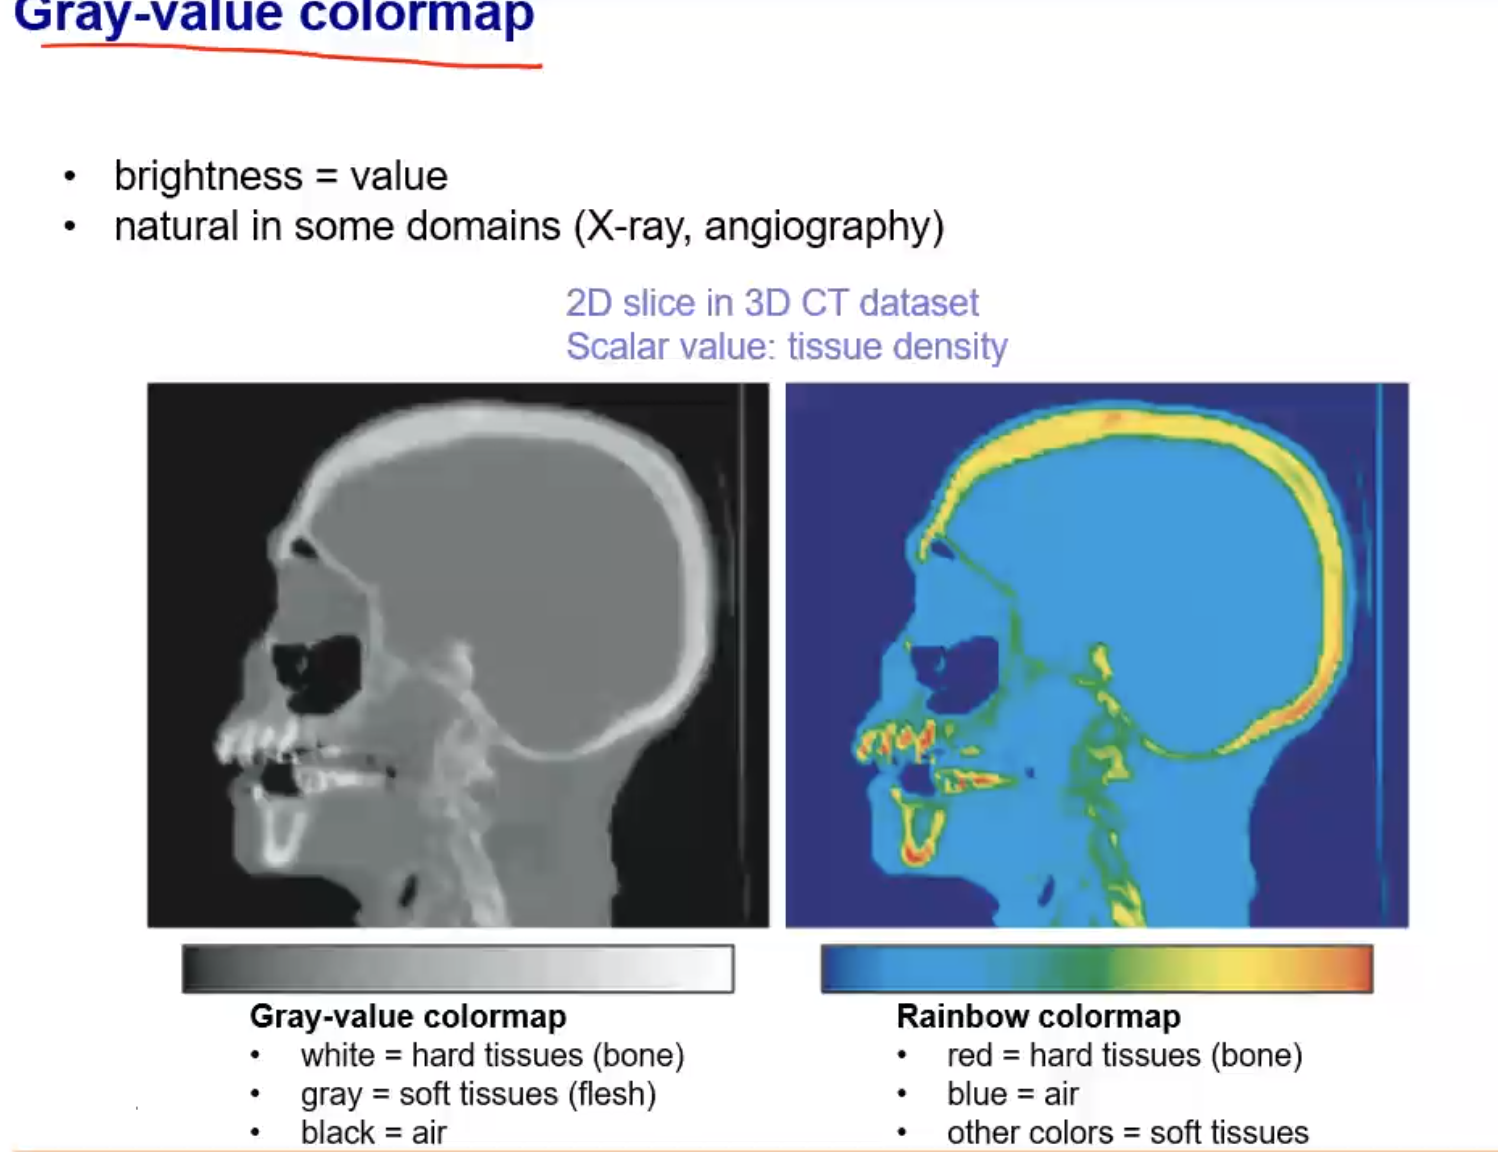 Gray-value colormap
• brightness = value
• natural in some domains (X-ray, angiography)
2D slice in 3D CT dataset
Scalar value: tissue density
Gray-value colormap
• white = hard tissues (bone)
• gray = soft tissues (flesh)
• black = air
Rainbow colormap
• red = hard tissues (bone)
• blue = air
• other colors = soft tissues